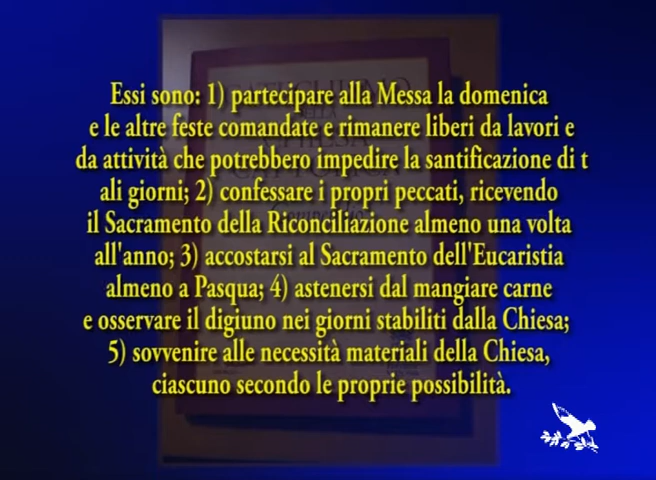 Essi sono: 1) partecipare alla Messa la domenica
e le altre feste comandate e rimanere liberi da lavori e
da attività che potrebbero impedire la santificazione di t
ali giorni; 2) confessare i propri peccati, ricevendo
il Sacramento della Riconciliazione almeno una volta
all'anno; 3) accostarsi al Sacramento dell'Eucaristia
almeno a Pasqua; 4) astenersi dal mangiare carne
e osservare il digiuno nei giorni stabiliti dalla Chiesa;
5) sovvenire alle necessità materiali della Chiesa,
ciascuno secondo le proprie possibilità.